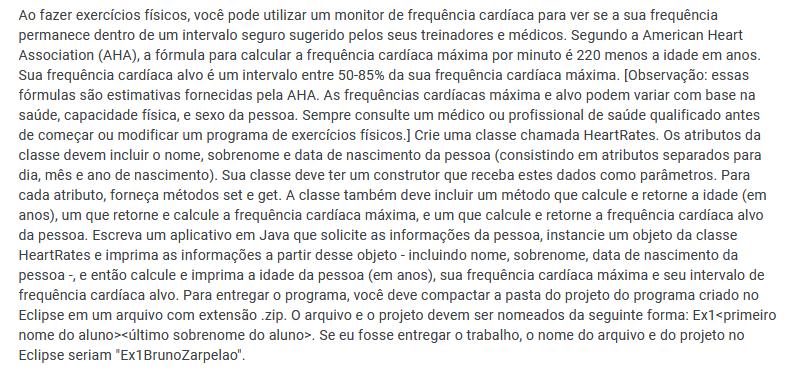 Ao fazer exercícios físicos, você pode utilizar um monitor de frequência cardíaca para ver se a sua frequência
permanece dentro de um intervalo seguro sugerido pelos seus treinadores e médicos. Segundo a American Heart
Association (AHA), a fórmula para calcular a frequência cardíaca máxima por minuto é 220 menos a idade em anos.
Sua frequência cardíaca alvo é um intervalo entre 50-85% da sua frequência cardíaca máxima. [Observação: essas
fórmulas são estimativas fornecidas pela AHA. As frequências cardíacas máxima e alvo podem variar com base na
saúde, capacidade física, e sexo da pessoa. Sempre consulte um médico ou profissional de saúde qualificado antes
de começar ou modificar um programa de exercícios físicos.] Crie uma classe chamada HeartRates. Os atributos da
classe devem incluir o nome, sobrenome e data de nascimento da pessoa (consistindo em atributos separados para
dia, mês e ano de nascimento). Sua classe deve ter um construtor que receba estes dados como parâmetros. Para
cada atributo, forneça métodos set e get. A classe também deve incluir um método que calcule e retorne a idade (em
anos), um que retorne e calcule a frequência cardíaca máxima, e um que calcule e retorne a frequência cardíaca alvo
da pessoa. Escreva um aplicativo em Java que solicite as informações da pessoa, instancie um objeto da classe
HeartRates e imprima as informações a partir desse objeto - incluindo nome, sobrenome, data de nascimento da
pessoa -, e então calcule e imprima a idade da pessoa (em anos), sua frequência cardíaca máxima e seu intervalo de
frequência cardíaca alvo. Para entregar o programa, você deve compactar a pasta do projeto do programa criado no
Eclipse em um arquivo com extensão .zip. O arquivo e o projeto devem ser nomeados da seguinte forma: Ex1<primeiro
nome do aluno><último sobrenome do aluno>. Se eu fosse entregar o trabalho, o nome do arquivo e do projeto no
Eclipse seriam "Ex1BrunoZarpelao".